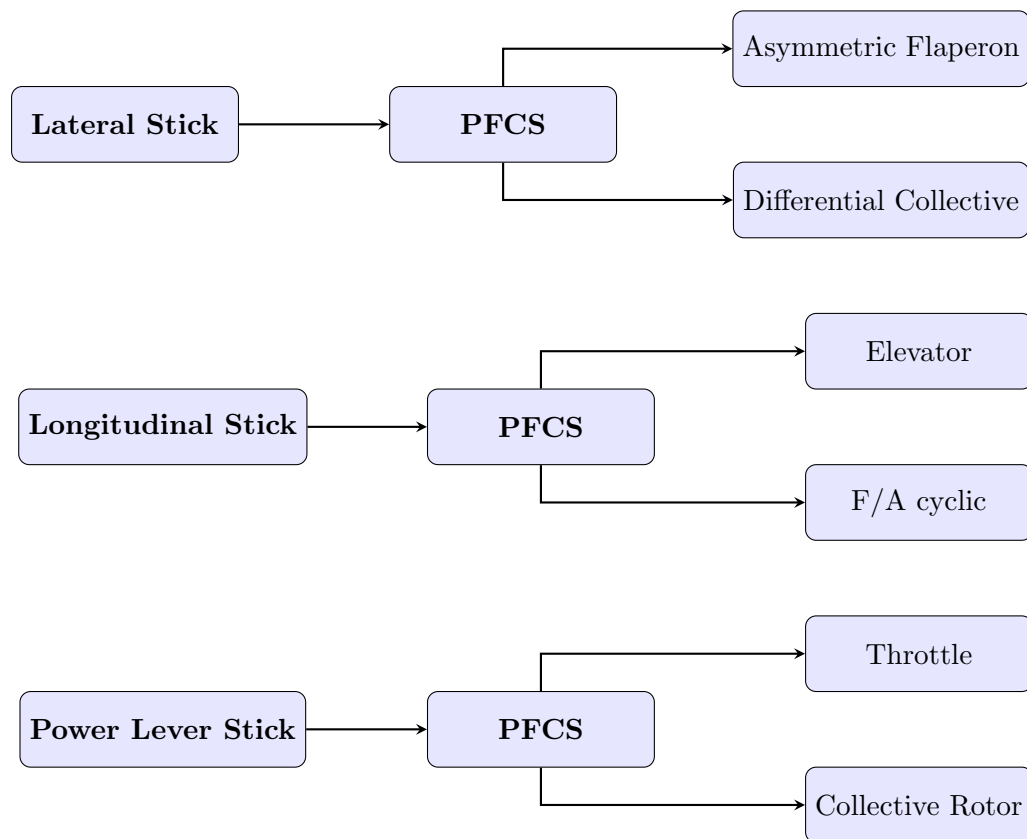 Asymmetric Flaperon
Lateral Stick
PFCS
Differential Collective
Elevator
Longitudinal Stick
PFCS
F/A cyclic
Throttle
Power Lever Stick
PFCS
Collective Rotor